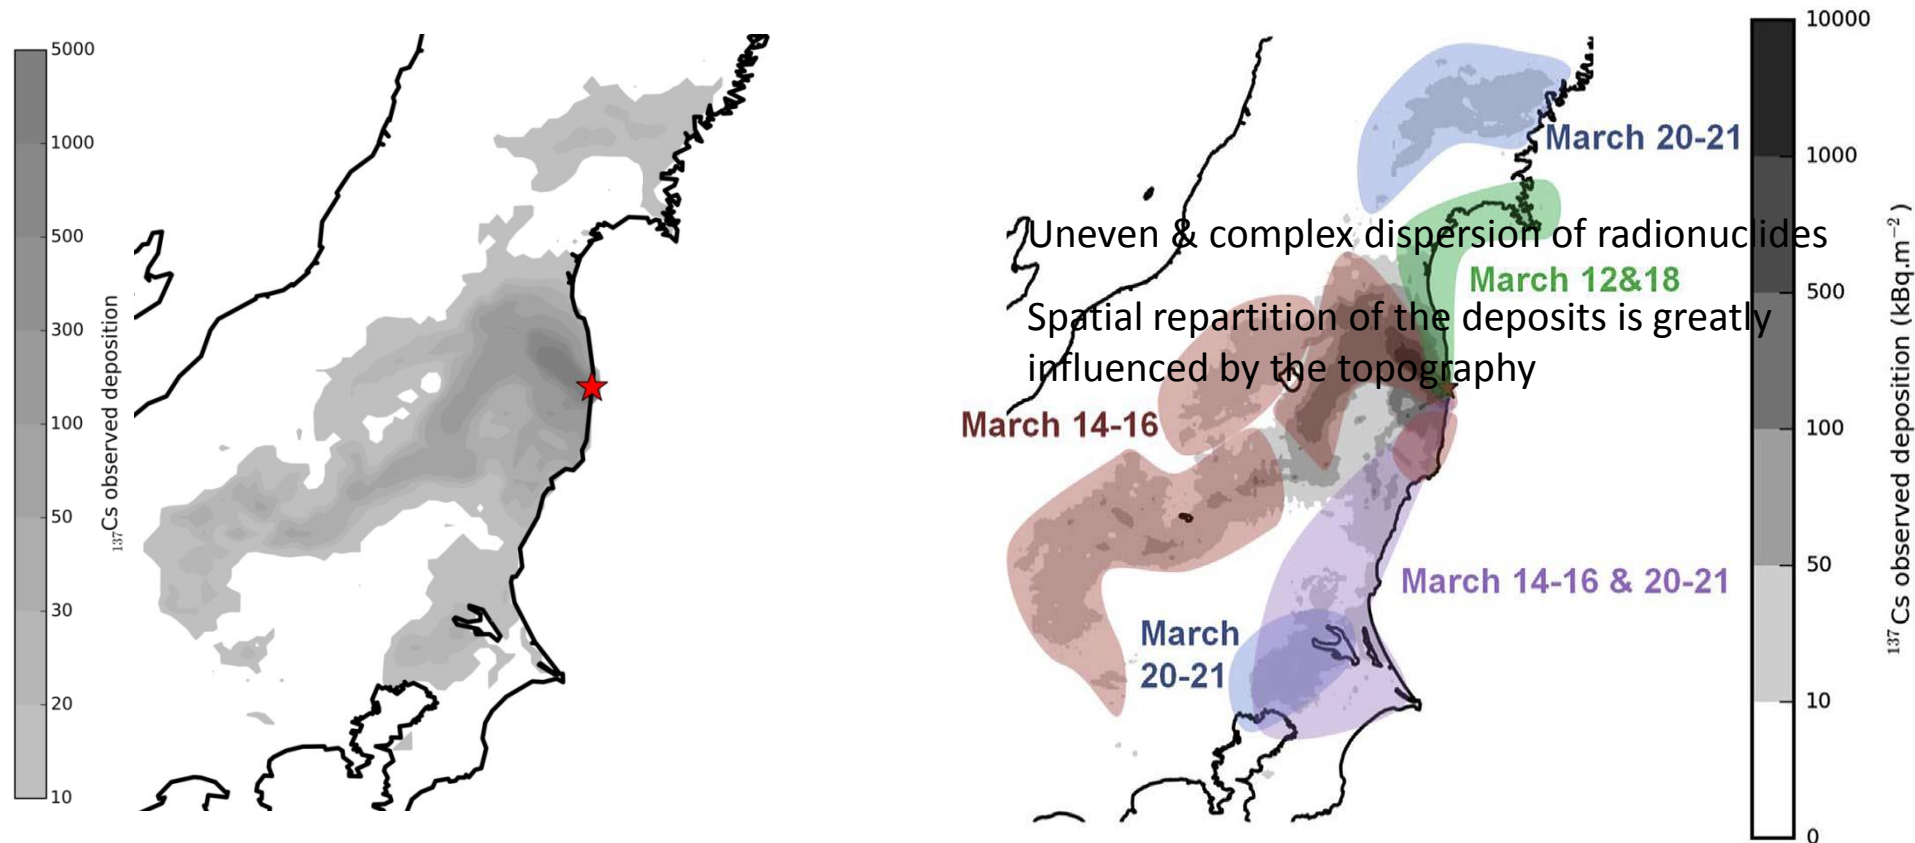 5000
1000
500
300
100
50
30
20
10
137Cs observed deposition
March 20-21
Uneven & complex dispersion of radionuclides
March 12&18
Spatial repartition of the deposits is greatly
influenced by the topography
March 14-16
March 14-16 & 20-21
March
20-21
10000
1000
500
100
50
10
0
137Cs observed deposition (kBq.m−2)